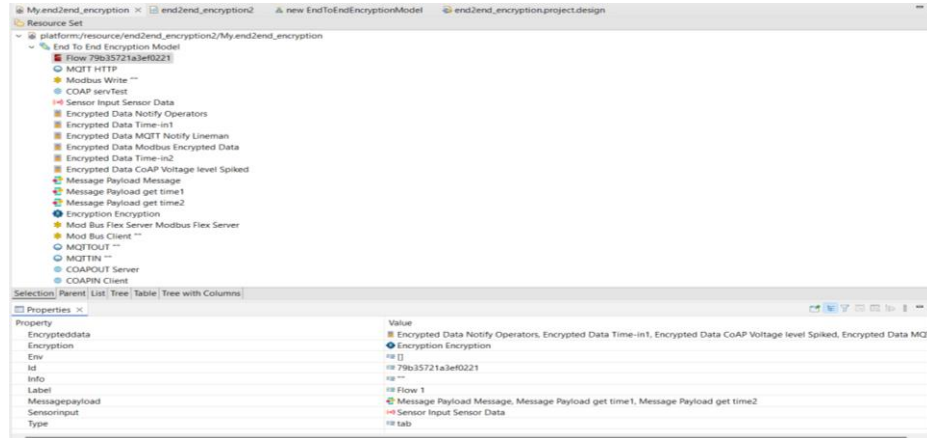 My.end2end_encryption × end2end_encryption2 new EndToEndEncryptionModel end2end_encryption.project.design
Resource Set
platform:/resource/end2end_encryption2/My.end2end_encryption
End To End Encryption Model
Flow 79b35721a3ef0221
MQTT HTTP
Modbus Write ""
COAP servTest
Sensor Input Sensor Data
Encrypted Data Notify Operators
Encrypted Data Time-in1
Encrypted Data MQTT Notify Lineman
Encrypted Data Modbus Encrypted Data
Encrypted Data Time-in2
Encrypted Data CoAP Voltage level Spiked
Message Payload Message
Message Payload get time1
Message Payload get time2
Encryption Encryption
Mod Bus Flex Server Modbus Flex Server
Mod Bus Client ""
MQTTOUT ""
MQTTIN ""
COAPOUT Server
COAPIN Client
Selection Parent List Tree Table Tree with Columns
Properties ×
Property Value
Encrypteddata Encrypted Data Notify Operators, Encrypted Data Time-in1, Encrypted Data CoAP Voltage level Spiked, Encrypted Data MQ
Encryption Encryption Encryption
Env []
Id 79b35721a3ef0221
Info ""
Label Flow 1
Messagepayload Message Payload Message, Message Payload get time1, Message Payload get time2
Sensorinput Sensor Input Sensor Data
Type tab